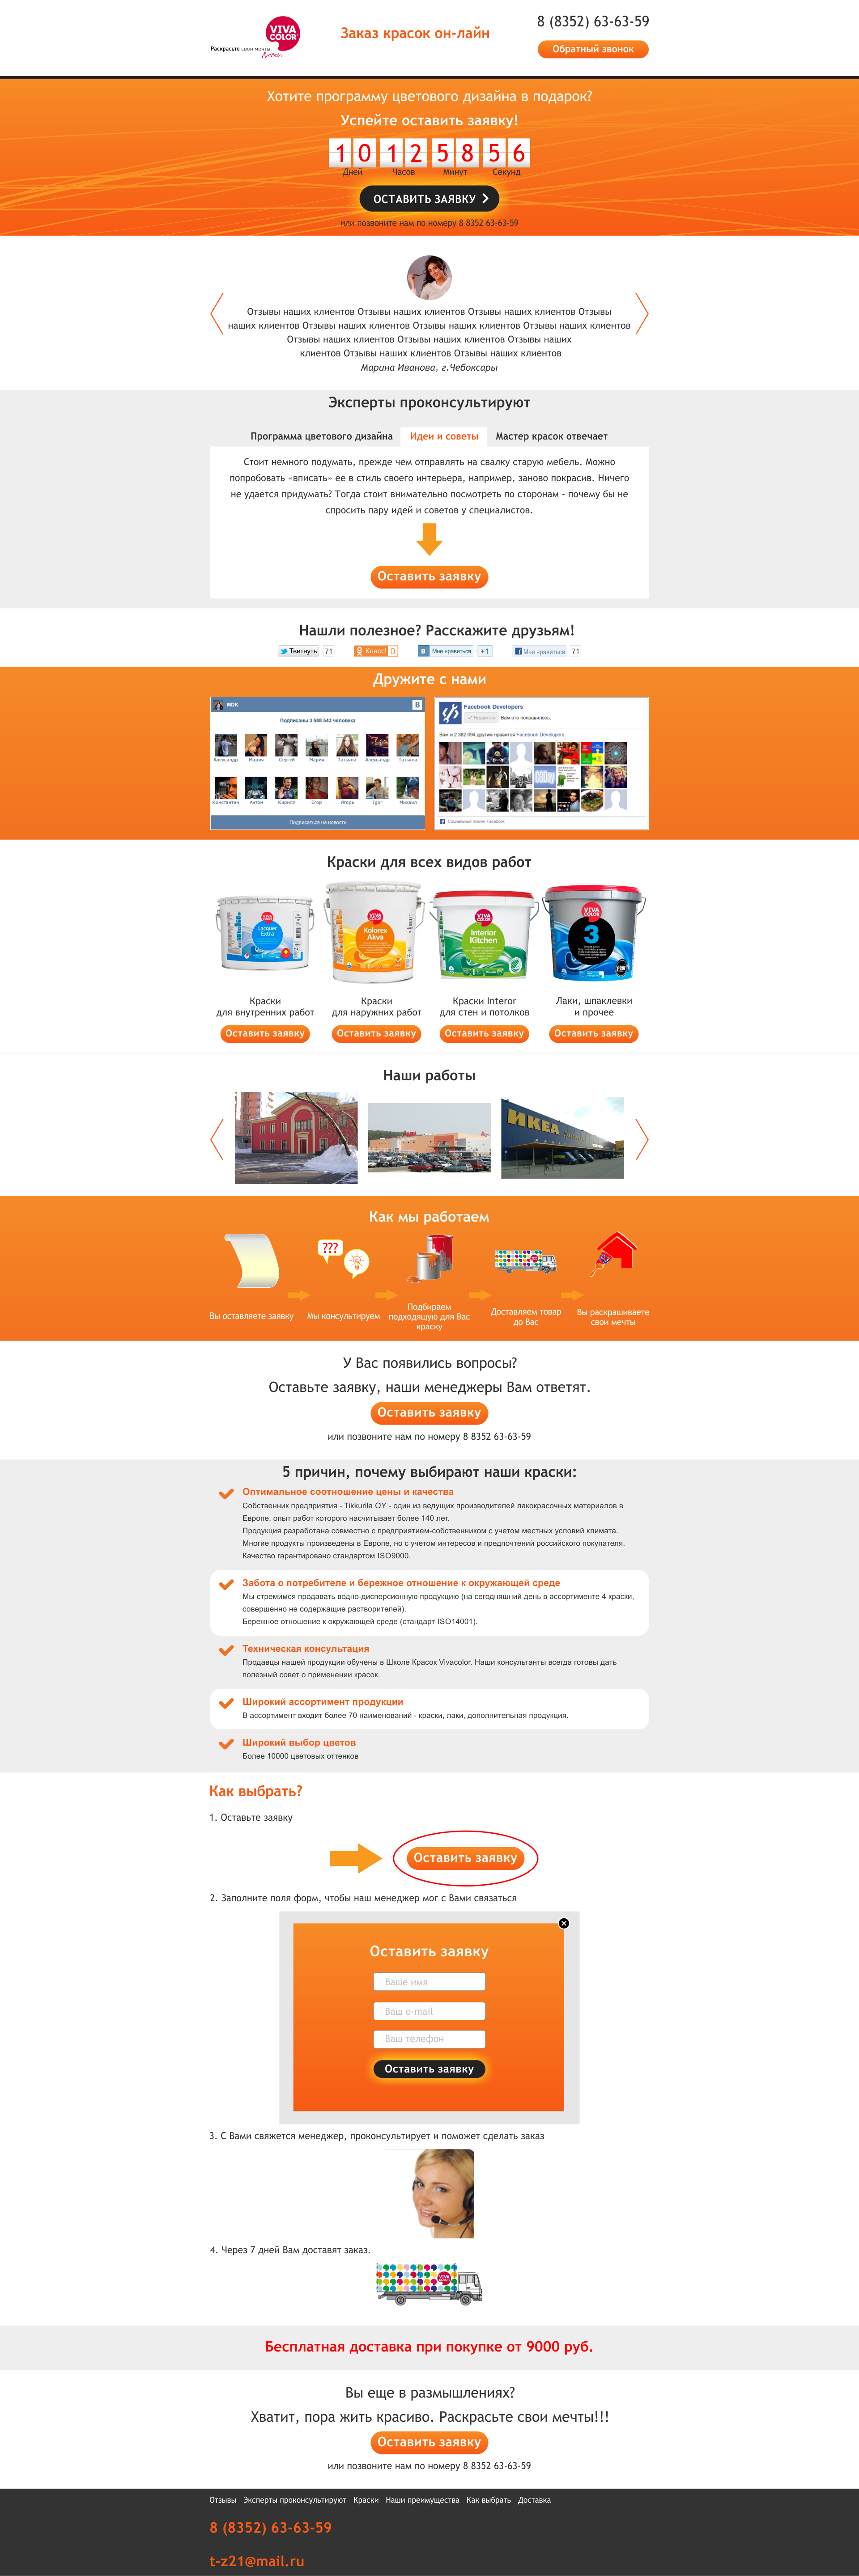 VIVA
COLOR
Раскрасьте свои мечты
Легко.
Заказ красок он-лайн
8 (8352) 63-63-59
Обратный звонок
Хотите программу цветового дизайна в подарок?
Успейте оставить заявку!
10 12 58 56
Дней Часов Минут Секунд
ОСТАВИТЬ ЗАЯВКУ
или позвоните нам по номеру 8 8352 63-63-59
Отзывы наших клиентов Отзывы наших клиентов Отзывы наших клиентов Отзывы
наших клиентов Отзывы наших клиентов Отзывы наших клиентов Отзывы наших клиентов
Отзывы наших клиентов Отзывы наших клиентов Отзывы наших
клиентов Отзывы наших клиентов Отзывы наших клиентов
Марина Иванова, г.Чебоксары
Эксперты проконсультируют
Программа цветового дизайна Идеи и советы Мастер красок отвечает
Стоит немного подумать, прежде чем отправлять на свалку старую мебель. Можно
попробовать «вписать» ее в стиль своего интерьера, например, заново покрасив. Ничего
не удается придумать? Тогда стоит внимательно посмотреть по сторонам - почему бы не
спросить пару идей и советов у специалистов.
Оставить заявку
Нашли полезное? Расскажите друзьям!
Твитнуть 71 Класс! 0 Мне нравиться +1 Мне нравиться 71
Дружите с нами
MDK
Подписаны 3 588 543 человека
Александр Мария Сергей Мария Татьяна Александр Татьяна
Константин Антон Кирилл Егор Игорь Igor Михаил
Подписаться на новости
Facebook Developers
Нравится Вам это понравилось.
Вам и 2 382 094 другим нравится Facebook Developers.
Социальный плагин Facebook
Краски для всех видов работ
VIVA COLOR
Lacquer
Extra
VIVA COLOR
Kolorex
Akva
VIVA COLOR
Interior
Kitchen
VIVA COLOR
3
Краски
для внутренних работ
Краски
для наружних работ
Краски Interor
для стен и потолков
Лаки, шпаклевки
и прочее
Оставить заявку Оставить заявку Оставить заявку Оставить заявку
Наши работы
ИКЕА
Как мы работаем
???
Вы оставляете заявку
Мы консультируем
Подбираем
подходящую для Вас
краску
Доставляем товар
до Вас
Вы раскрашиваете
свои мечты
У Вас появились вопросы?
Оставьте заявку, наши менеджеры Вам ответят.
Оставить заявку
или позвоните нам по номеру 8 8352 63-63-59
5 причин, почему выбирают наши краски:
Оптимальное соотношение цены и качества
Собственник предприятия - Tikkurila OY - один из ведущих производителей лакокрасочных материалов в
Европе, опыт работ которого насчитывает более 140 лет.
Продукция разработана совместно с предприятием-собственником с учетом местных условий климата.
Многие продукты произведены в Европе, но с учетом интересов и предпочтений российского покупателя.
Качество гарантировано стандартом ISO9000.
Забота о потребителе и бережное отношение к окружающей среде
Мы стремимся продавать водно-дисперсионную продукцию (на сегодняшний день в ассортименте 4 краски,
совершенно не содержащие растворителей).
Бережное отношение к окружающей среде (стандарт ISO14001).
Техническая консультация
Продавцы нашей продукции обучены в Школе Красок Vivacolor. Наши консультанты всегда готовы дать
полезный совет о применении красок.
Широкий ассортимент продукции
В ассортимент входит более 70 наименований - краски, лаки, дополнительная продукция.
Широкий выбор цветов
Более 10000 цветовых оттенков
Как выбрать?
1. Оставьте заявку
Оставить заявку
2. Заполните поля форм, чтобы наш менеджер мог с Вами связаться
Оставить заявку
Ваше имя
Ваш e-mail
Ваш телефон
Оставить заявку
3. С Вами свяжется менеджер, проконсультирует и поможет сделать заказ
4. Через 7 дней Вам доставят заказ.
Бесплатная доставка при покупке от 9000 руб.
Вы еще в размышлениях?
Хватит, пора жить красиво. Раскрасьте свои мечты!!!
Оставить заявку
или позвоните нам по номеру 8 8352 63-63-59
Отзывы Эксперты проконсультируют Краски Наши преимущества Как выбрать Доставка
8 (8352) 63-63-59
t-z21@mail.ru